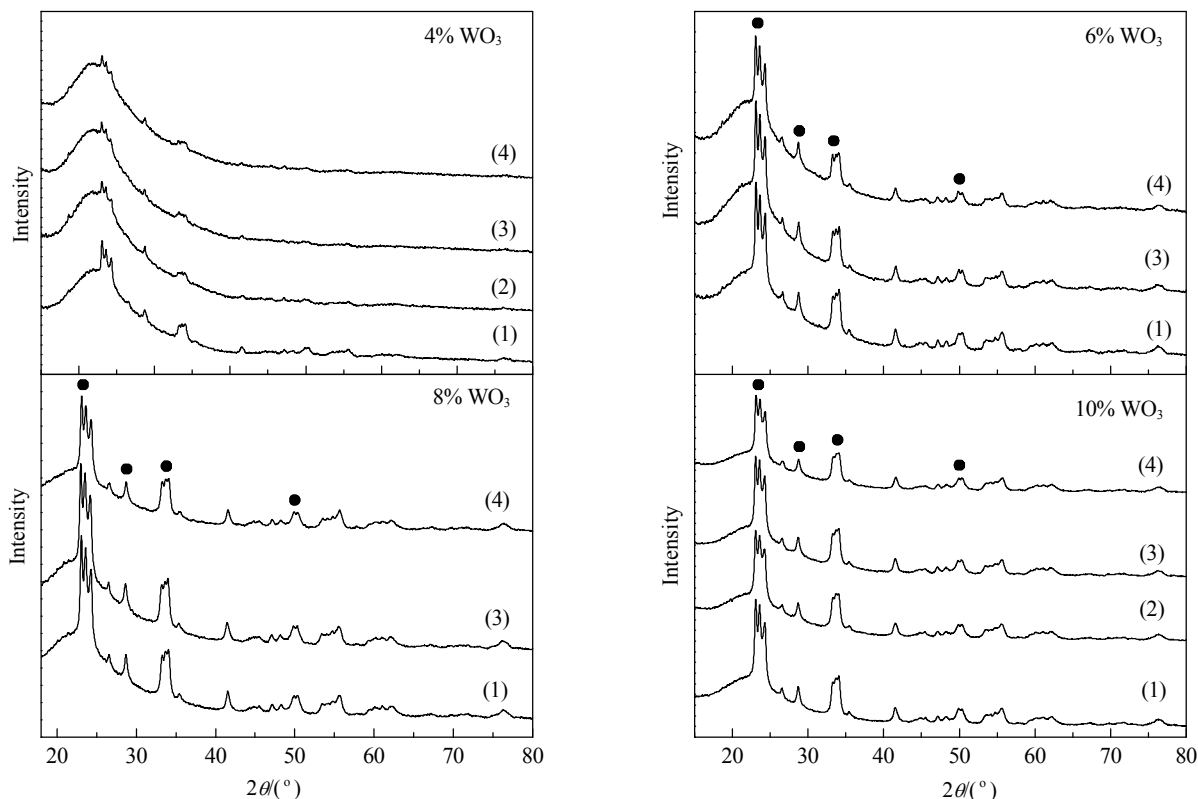 4% WO₃
(4)
(3)
(2)
(1)
Intensity
6% WO₃
(4)
(3)
(1)
Intensity
8% WO₃
(4)
(3)
(1)
Intensity
20 30 40 50 60 70 80
2θ/(°)
10% WO₃
(4)
(3)
(2)
(1)
Intensity
20 30 40 50 60 70 80
2θ/(°)